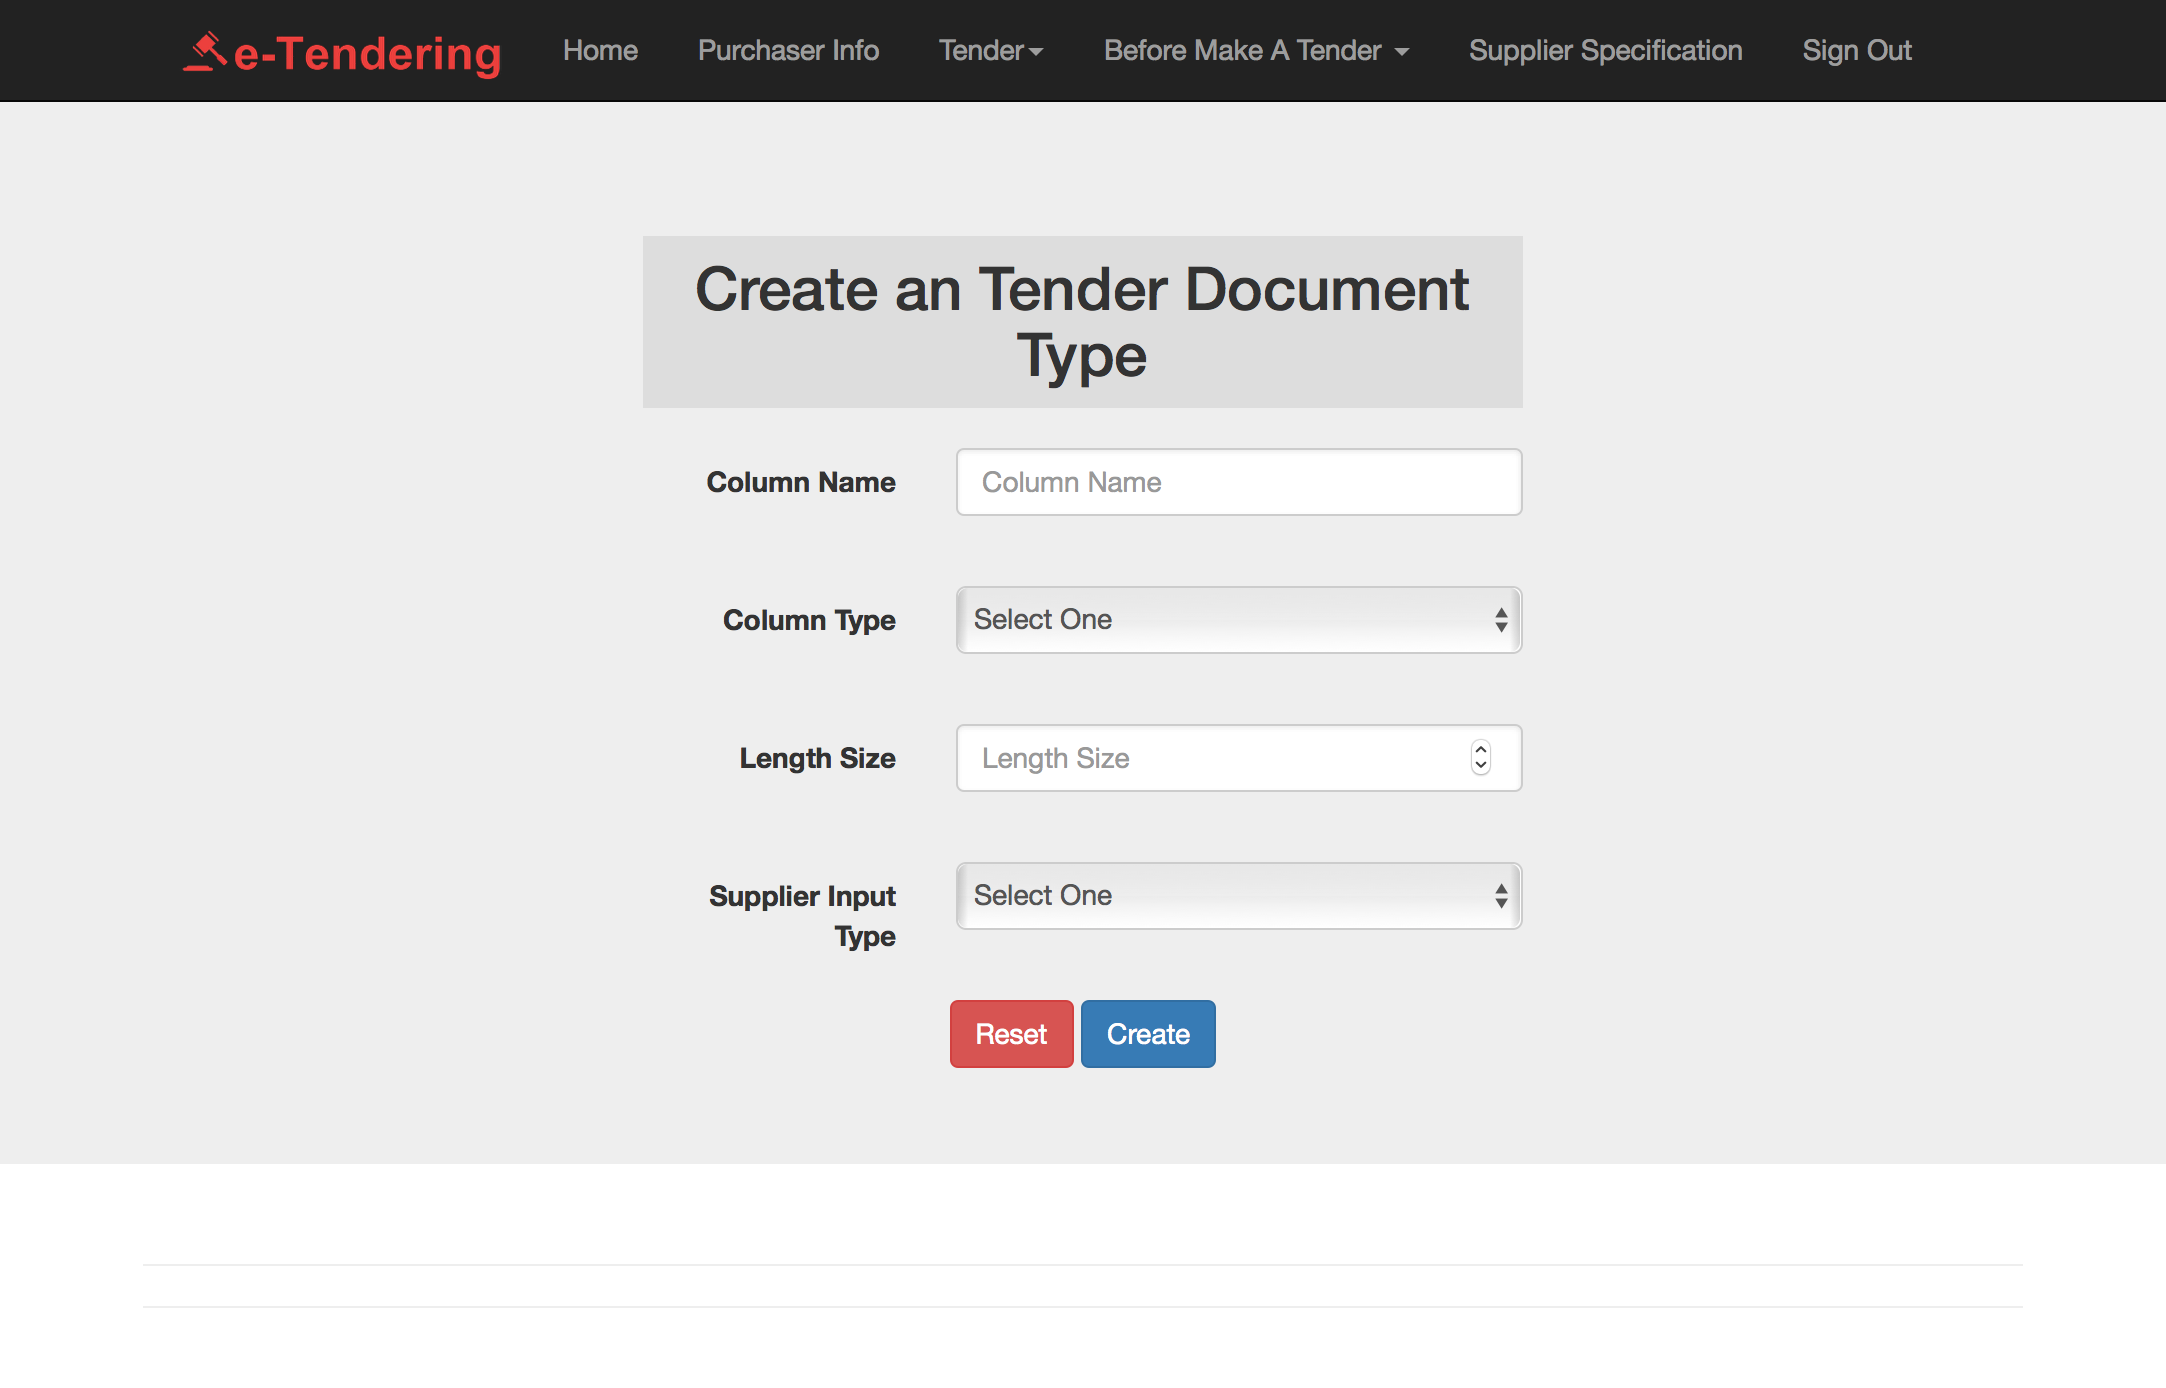 e-Tendering Home Purchaser Info Tender Before Make A Tender Supplier Specification Sign Out
Create an Tender Document
Type
Column Name Column Name
Column Type Select One
Length Size Length Size
Supplier Input Select One
Type
Reset Create